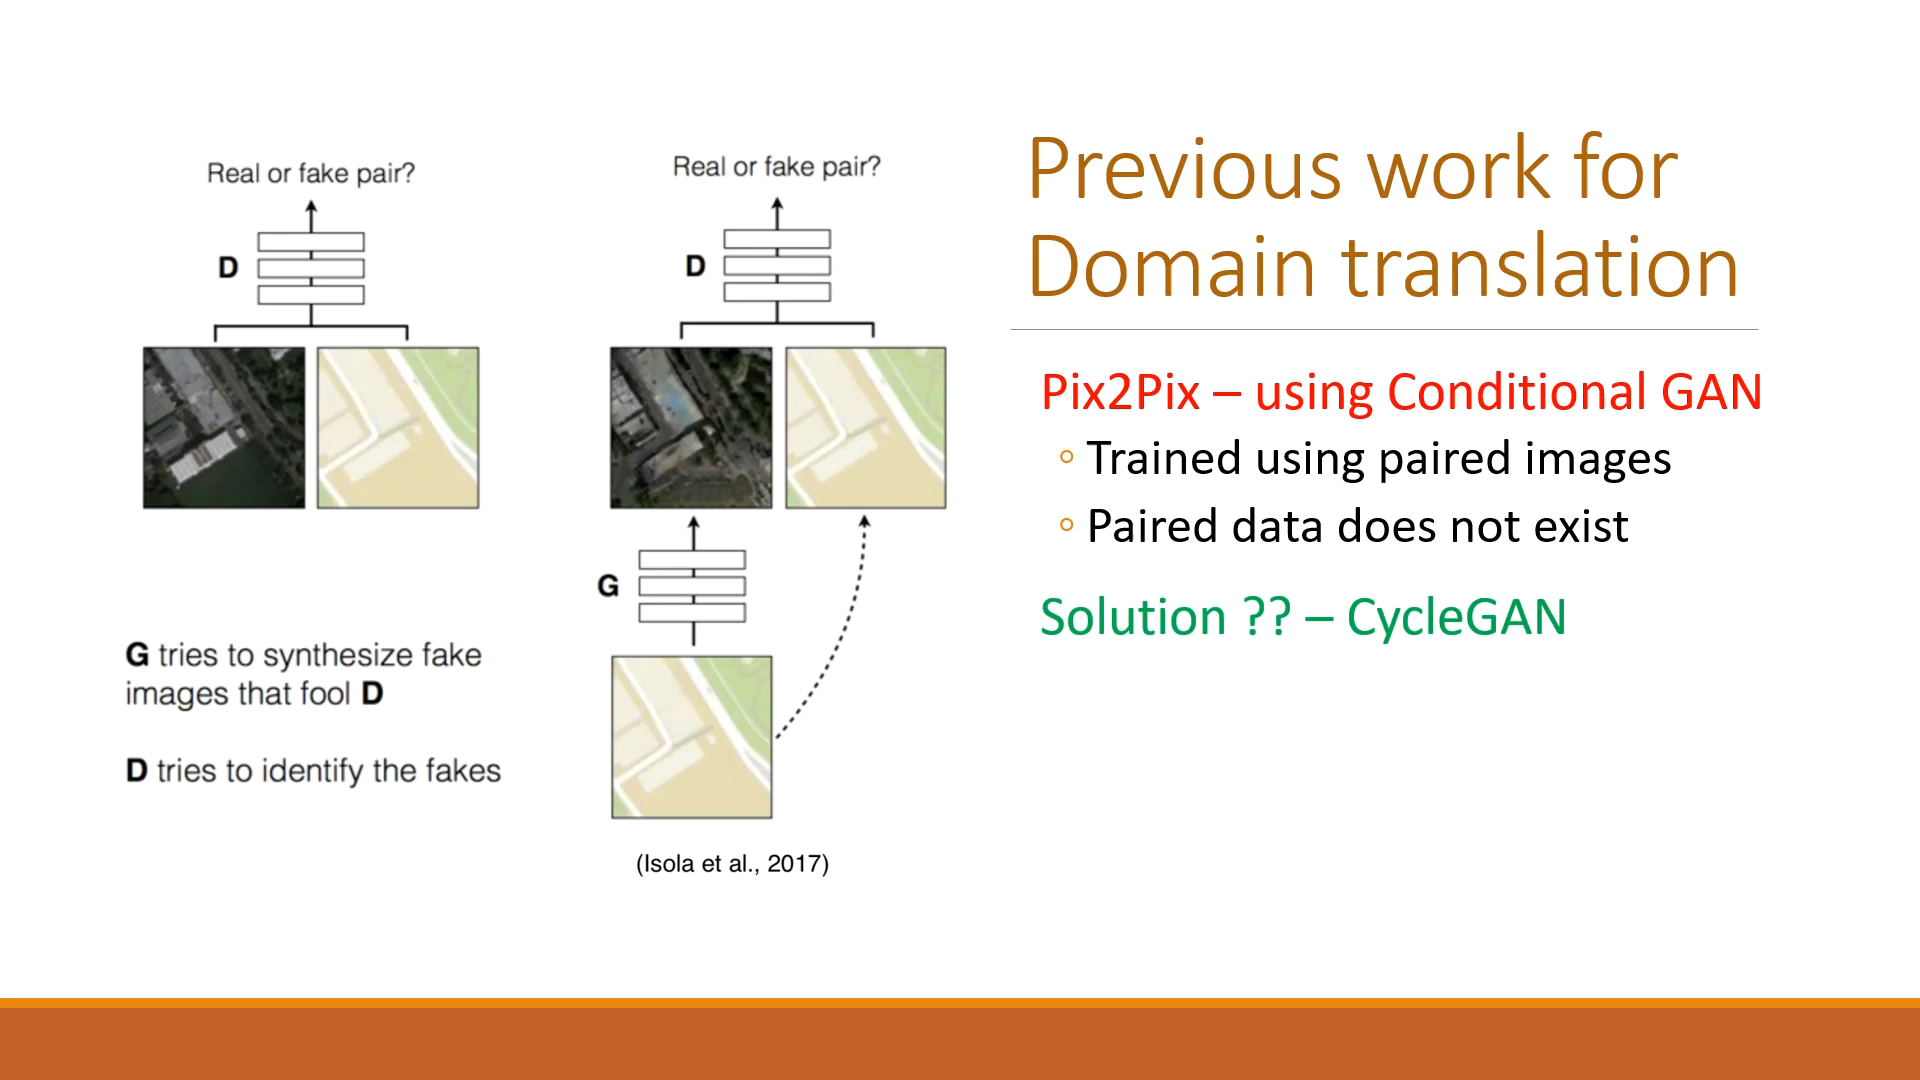 Real or fake pair?
D
G tries to synthesize fake
images that fool D
D tries to identify the fakes
Real or fake pair?
D
G
(Isola et al., 2017)
Previous work for
Domain translation
Pix2Pix – using Conditional GAN
◦ Trained using paired images
◦ Paired data does not exist
Solution ?? – CycleGAN